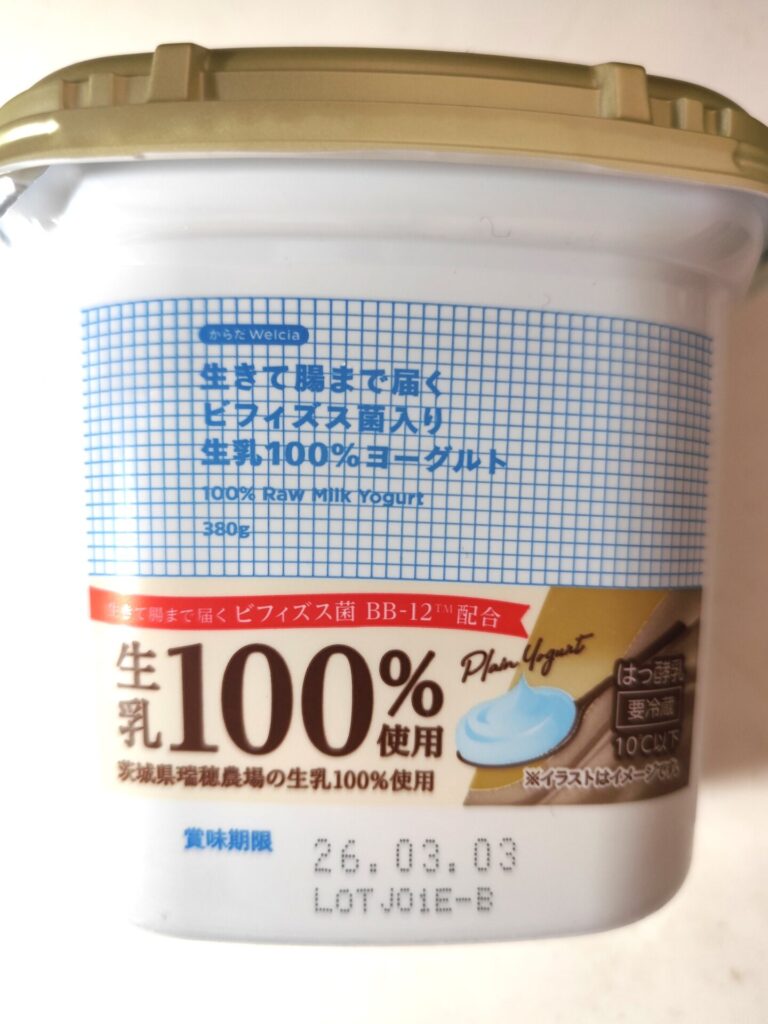 からだ Welcia
生きて腸まで届く
ビフィズス菌入り
生乳100%ヨーグルト
100% Raw Milk Yogurt
380g
生きて腸まで届くビフィズス菌 BB-12™配合
生乳100%使用
Plain Yogurt
はっ酵乳
要冷蔵
10℃以下
茨城県瑞穂農場の生乳100%使用
※イラストはイメージです。
賞味期限
26.03.03
LOTJ01E-B